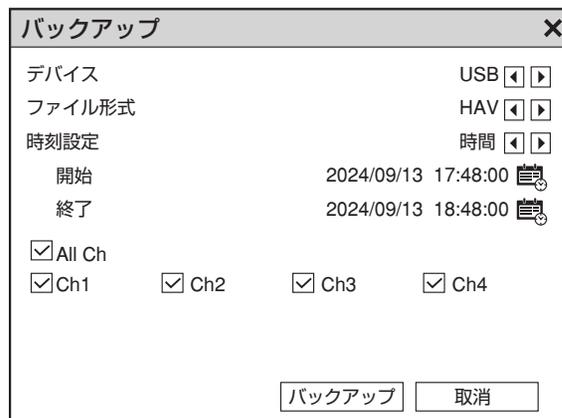 バックアップ
デバイス USB
ファイル形式 HAV
時刻設定 時間
開始 2024/09/13 17:48:00
終了 2024/09/13 18:48:00
All Ch
Ch1 Ch2 Ch3 Ch4
バックアップ 取消